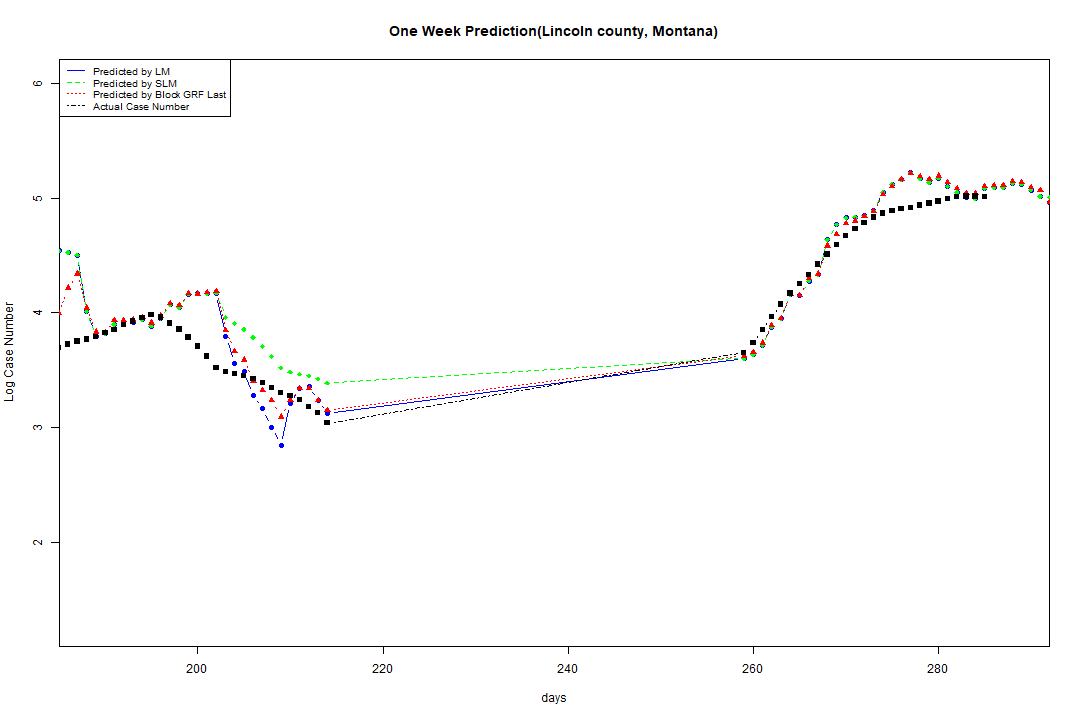 One Week Prediction(Lincoln county, Montana)
Predicted by LM
Predicted by SLM
Predicted by Block GRF Last
Actual Case Number
6
5
4
3
2
Log Case Number
200 220 240 260 280
days